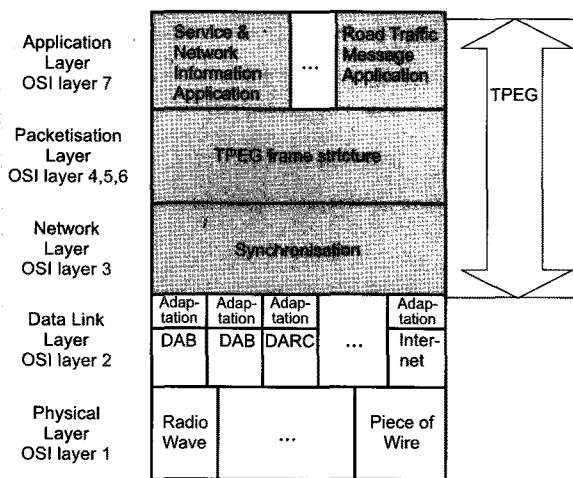 Application
Layer
OSI layer 7
Service &
Network
Information
Application
...
Road Traffic
Message
Application
TPEG
Packetisation
Layer
OSI layer 4,5,6
TPEG frame stricture
Network
Layer
OSI layer 3
Synchronisation
Data Link
Layer
OSI layer 2
Adap-
tation
DAB
Adap-
tation
DAB
Adap-
tation
DARC
...
Adap-
tation
Inter-
net
Physical
Layer
OSI layer 1
Radio
Wave
...
Piece of
Wire